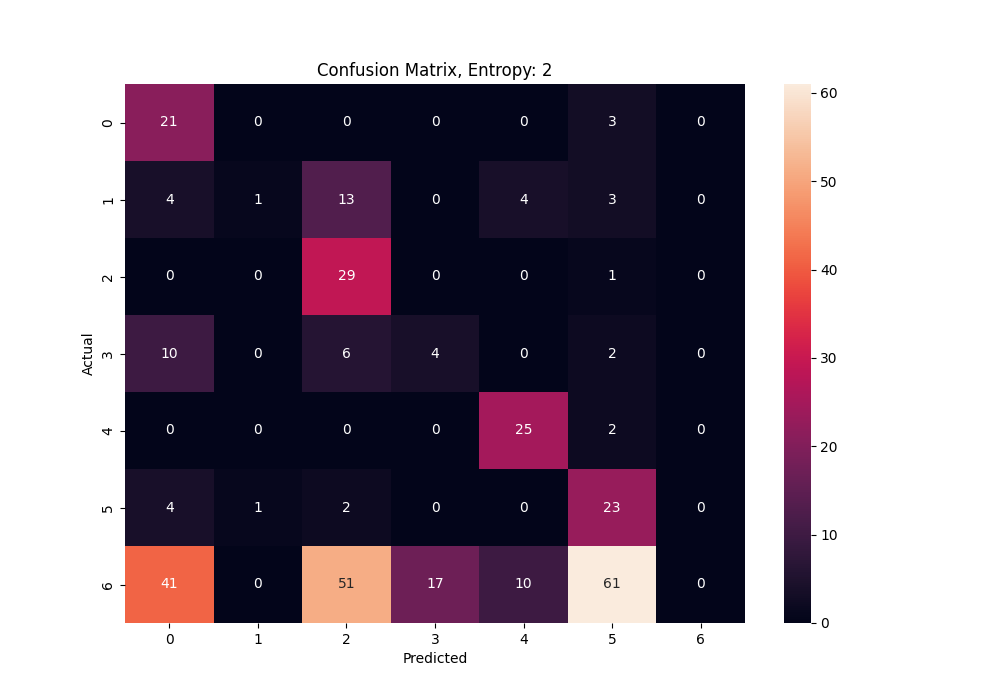 Confusion Matrix, Entropy: 2
0 21 0 0 0 0 3 0
1 4 1 13 0 4 3 0
2 0 0 29 0 0 1 0
3 10 0 6 4 0 2 0
4 0 0 0 0 25 2 0
5 4 1 2 0 0 23 0
6 41 0 51 17 10 61 0
0 1 2 3 4 5 6
Predicted
Actual
60
50
40
30
20
10
0